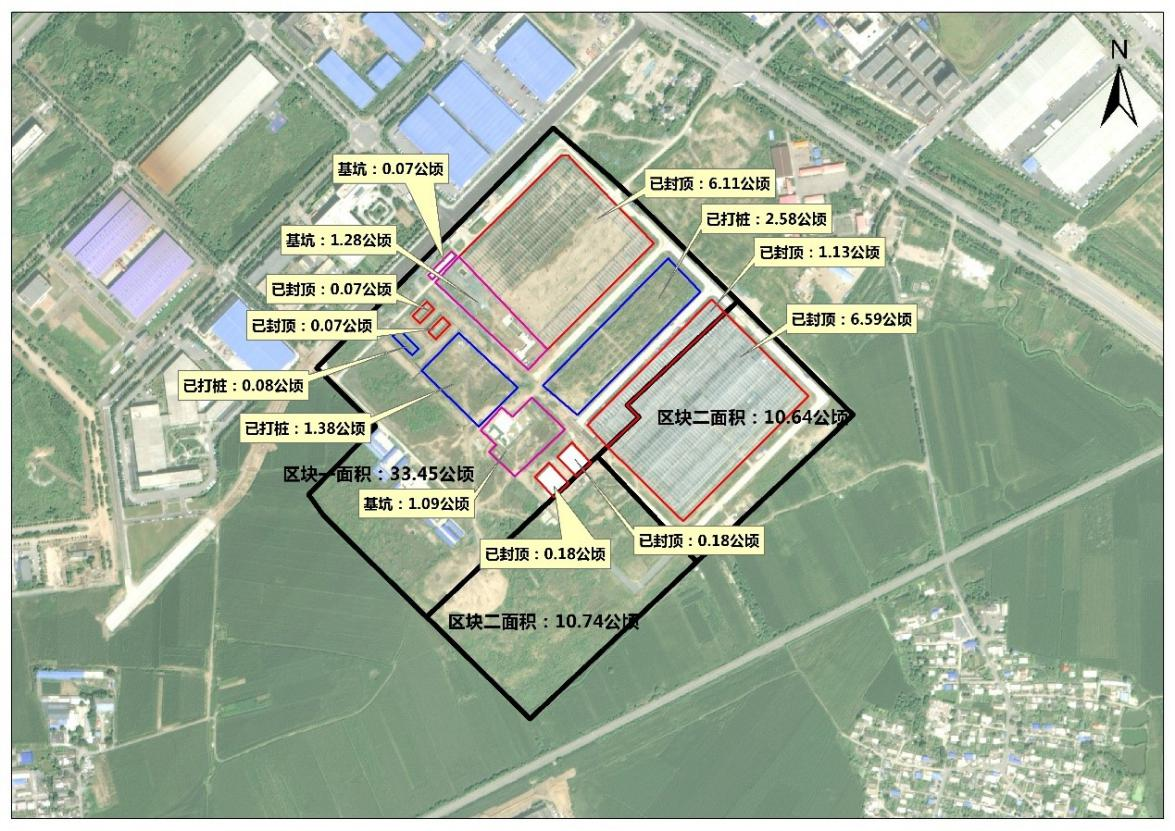 N
基坑：0.07公顷
已封顶：6.11公顷
已打桩：2.58公顷
基坑：1.28公顷
已封顶：1.13公顷
已封顶：0.07公顷
已封顶：6.59公顷
已封顶：0.07公顷
已打桩：0.08公顷
区块二面积：10.64公顷
已打桩：1.38公顷
区块一面积：33.45公顷
基坑：1.09公顷
已封顶：0.18公顷
已封顶：0.18公顷
区块二面积：10.74公顷